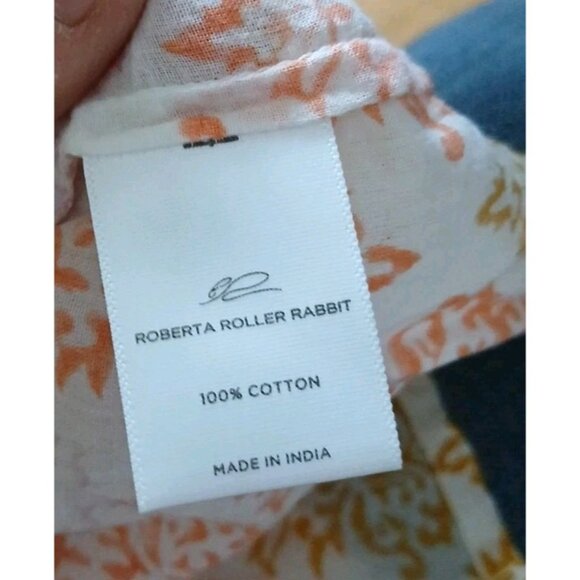 ROBERTA ROLLER RABBIT
100% COTTON
MADE IN INDIA